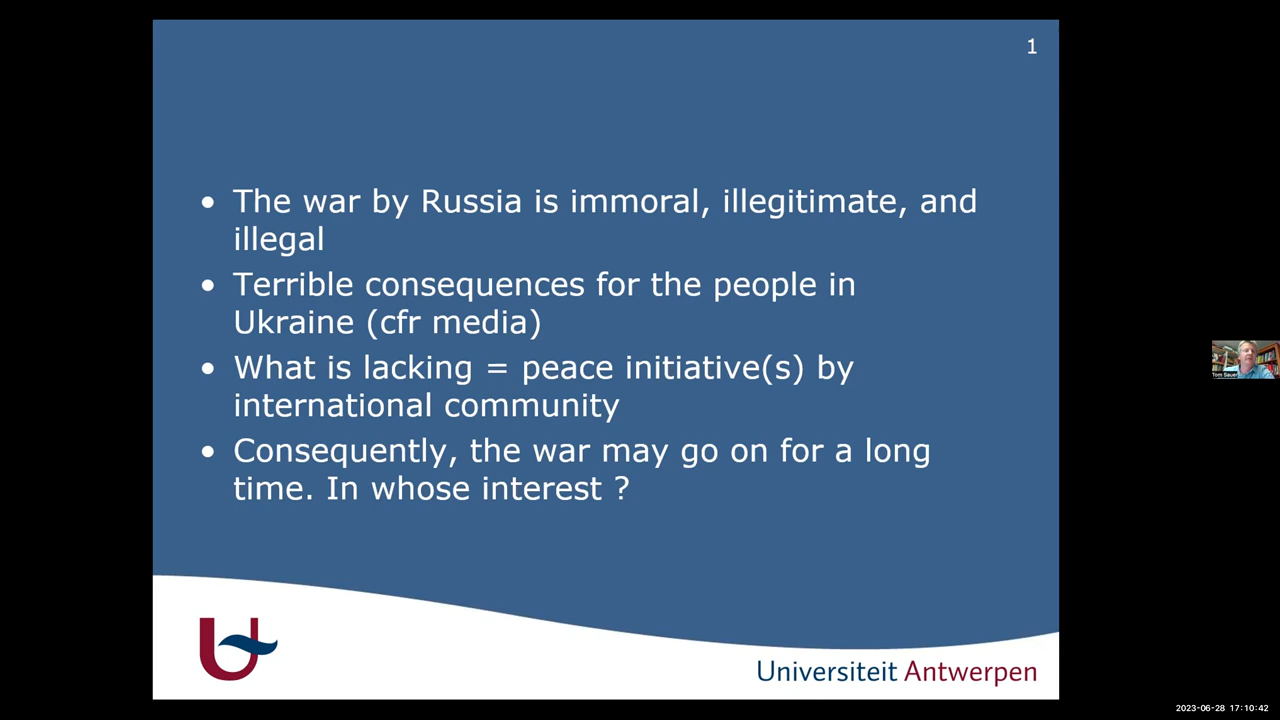 1
• The war by Russia is immoral, illegitimate, and
illegal
• Terrible consequences for the people in
Ukraine (cfr media)
• What is lacking = peace initiative(s) by
international community
• Consequently, the war may go on for a long
time. In whose interest ?
Tom Sauer
Universiteit Antwerpen
2023-06-28 17:10:42